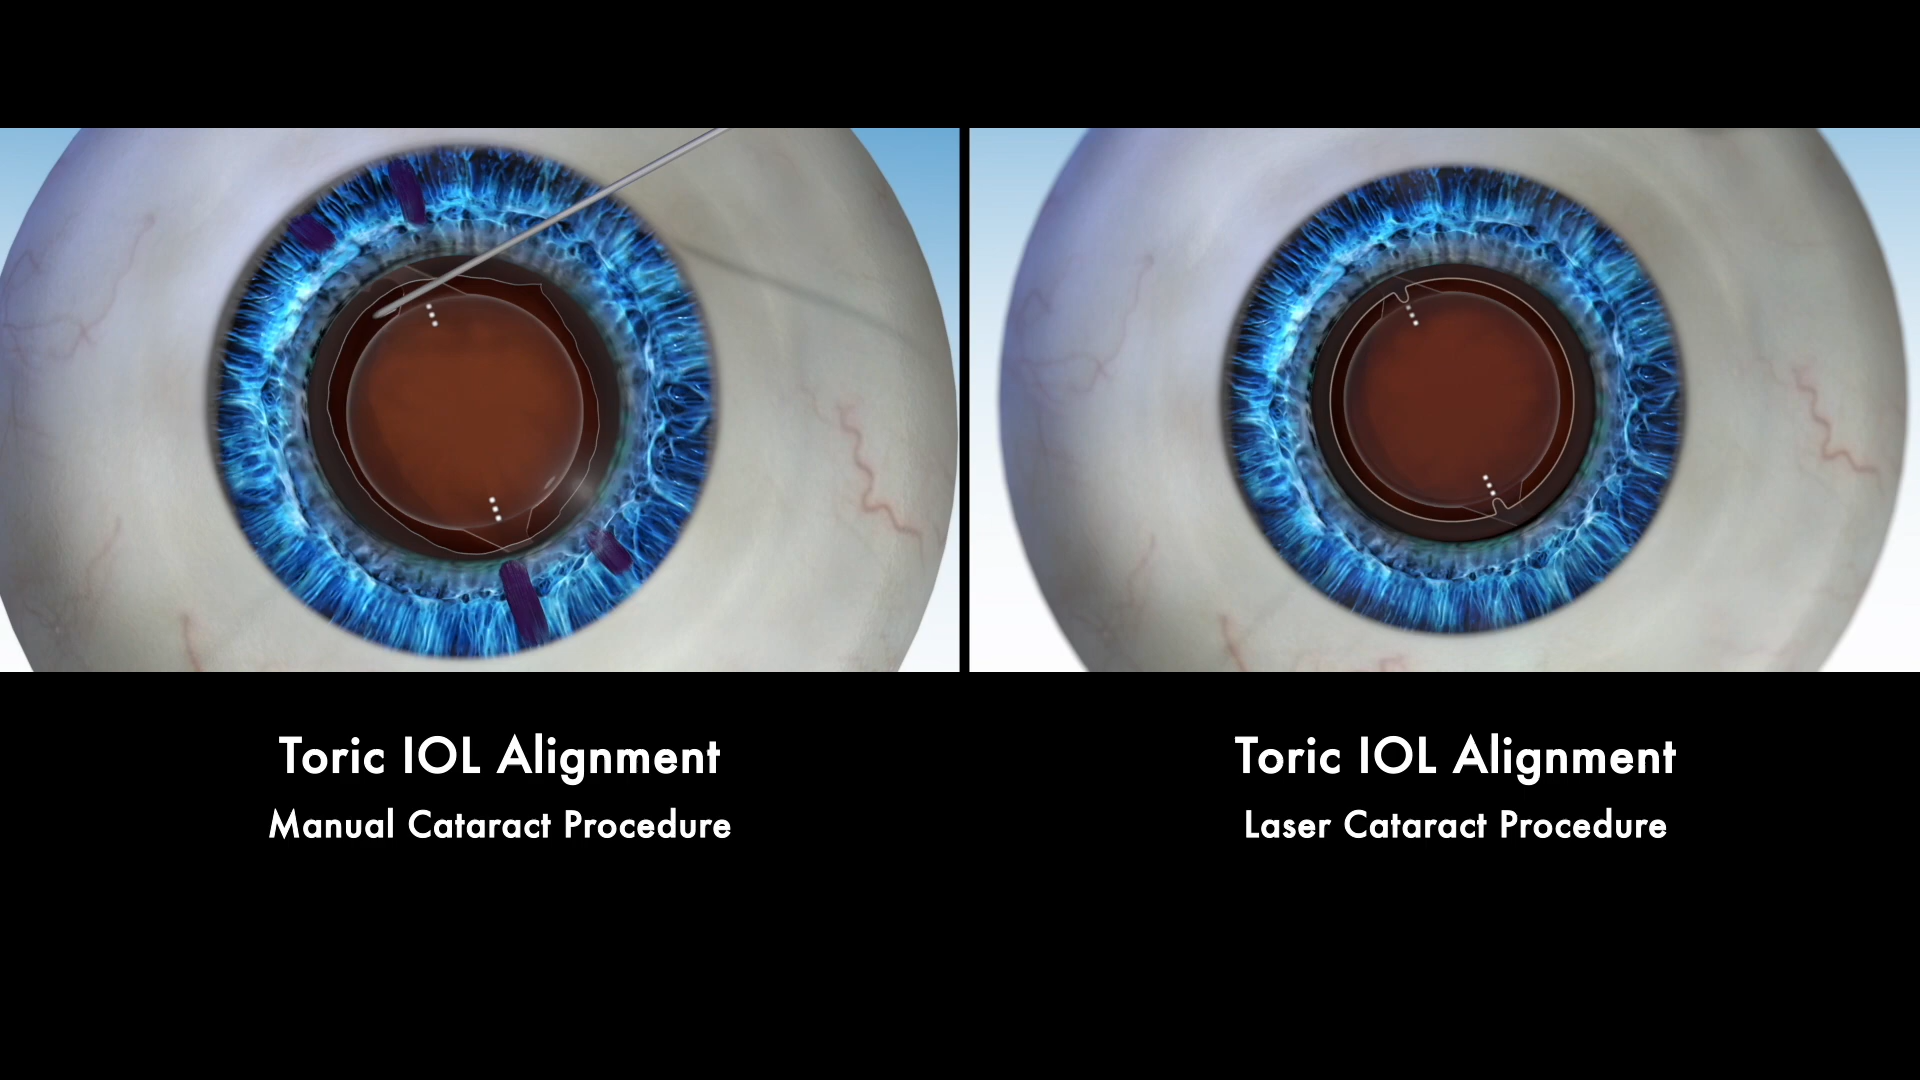 Toric IOL Alignment
Manual Cataract Procedure
Toric IOL Alignment
Laser Cataract Procedure